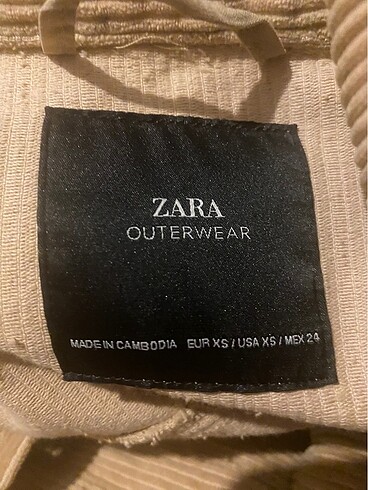 ZARA
OUTERWEAR
MADE IN CAMBODIA EUR XS / USA XS / MEX 24